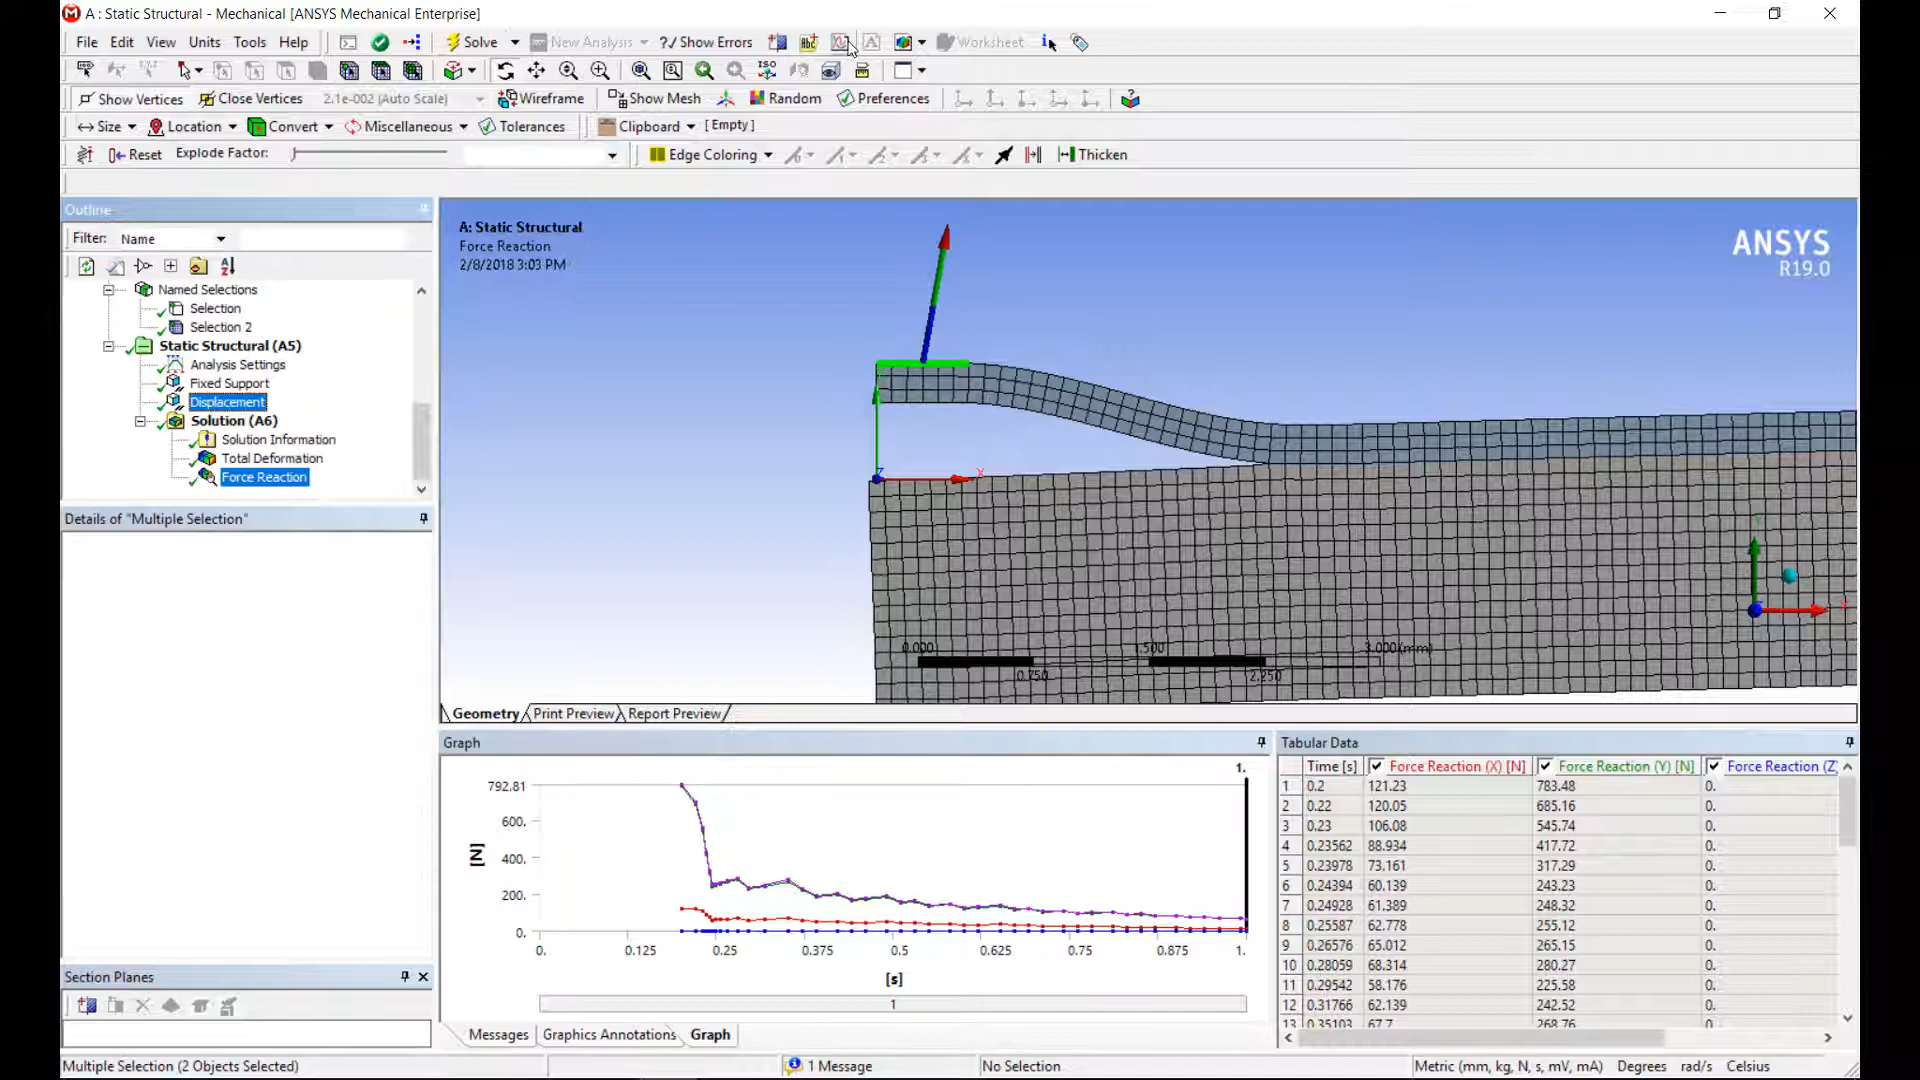 A : Static Structural - Mechanical [ANSYS Mechanical Enterprise]
File Edit View Units Tools Help Solve New Analysis ?/ Show Errors Worksheet
Show Vertices Close Vertices 2.1e-002 (Auto Scale) Wireframe Show Mesh Random Preferences
Size Location Convert Miscellaneous Tolerances Clipboard [ Empty ]
Reset Explode Factor: Edge Coloring Thicken
Outline
Filter: Name
Named Selections
Selection
Selection 2
Static Structural (A5)
Analysis Settings
Fixed Support
Displacement
Solution (A6)
Solution Information
Total Deformation
Force Reaction
Details of "Multiple Selection"
Section Planes
A: Static Structural
Force Reaction
2/8/2018 3:03 PM
ANSYS
R19.0
Z X
Y
X
0.000 1.500 3.000 (mm)
0.750 2.250
Geometry Print Preview Report Preview
Graph
1.
792.81
600.
400.
200.
0.
[N]
0. 0.125 0.25 0.375 0.5 0.625 0.75 0.875 1.
[s]
1
Messages Graphics Annotations Graph
Tabular Data
Time [s] Force Reaction (X) [N] Force Reaction (Y) [N] Force Reaction (Z)
1 0.2 121.23 783.48 0.
2 0.22 120.05 685.16 0.
3 0.23 106.08 545.74 0.
4 0.23562 88.934 417.72 0.
5 0.23978 73.161 317.29 0.
6 0.24394 60.139 243.23 0.
7 0.24928 61.389 248.32 0.
8 0.25587 62.778 255.12 0.
9 0.26576 65.012 265.15 0.
10 0.28059 68.314 280.27 0.
11 0.29542 58.176 225.58 0.
12 0.31766 62.139 242.52 0.
13 0.35103 67.7 268.76 0.
Multiple Selection (2 Objects Selected) 1 Message No Selection Metric (mm, kg, N, s, mV, mA) Degrees rad/s Celsius